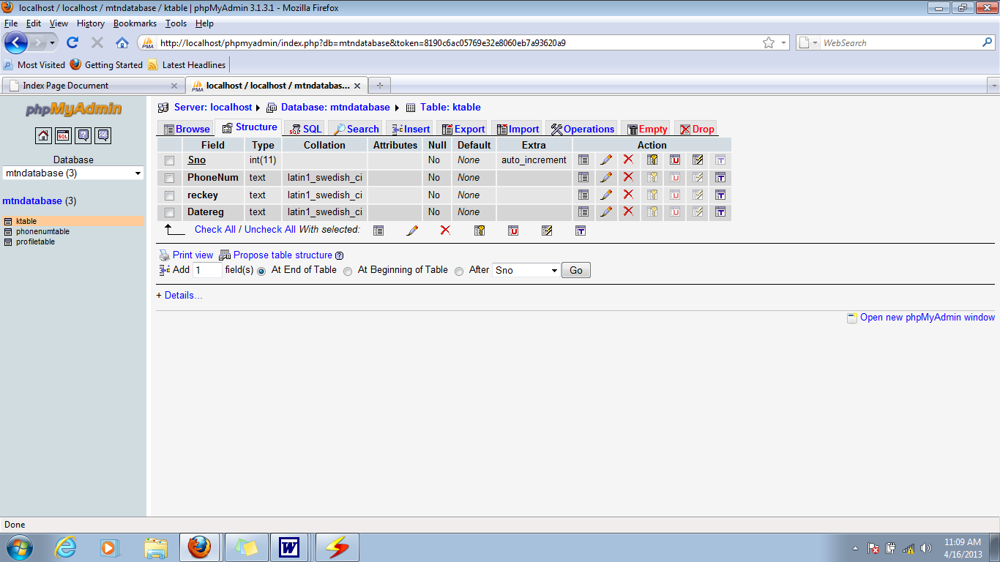 localhost / localhost / mtndatabase / ktable | phpMyAdmin 3.1.3.1 - Mozilla Firefox
File Edit View History Bookmarks Tools Help
PMA http://localhost/phpmyadmin/index.php?db=mtndatabase&token=8190c6ac05769e32e8060eb7a93620a9 WebSearch
Most Visited Getting Started Latest Headlines
Index Page Document PMA localhost / localhost / mtndatabas...
phpMyAdmin
SQL
Database
mtndatabase (3)
mtndatabase (3)
ktable
phonenumtable
profiletable
Server: localhost Database: mtndatabase Table: ktable
Browse Structure SQL Search Insert Export Import Operations Empty Drop
Field Type Collation Attributes Null Default Extra Action
Sno int(11) No None auto_increment
PhoneNum text latin1_swedish_ci No None
reckey text latin1_swedish_ci No None
Datereg text latin1_swedish_ci No None
Check All / Uncheck All With selected:
Print view Propose table structure
Add 1 field(s) At End of Table At Beginning of Table After Sno Go
+ Details...
Open new phpMyAdmin window
Done
11:09 AM
4/16/2013